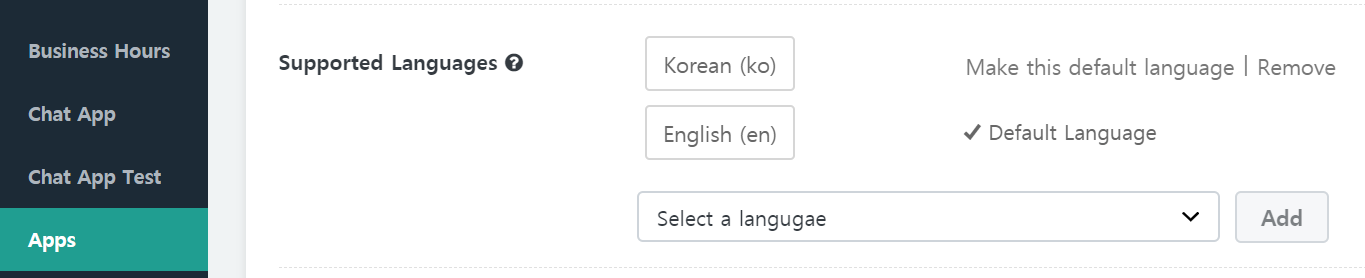 Business Hours
Chat App
Chat App Test
Apps
Supported Languages ?
Korean (ko)
Make this default language | Remove
English (en)
✔ Default Language
Select a langugae
Add